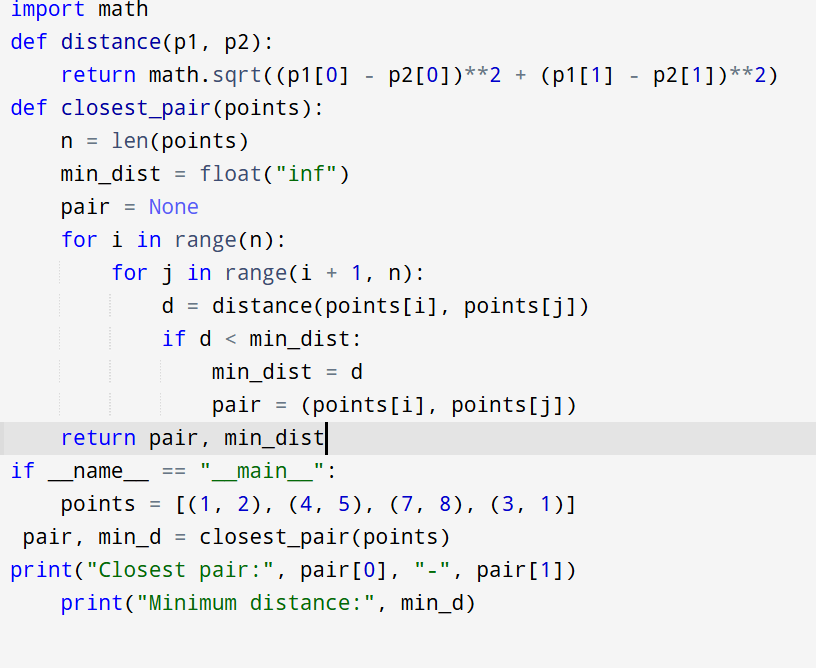 import math
def distance(p1, p2):
    return math.sqrt((p1[0] - p2[0])**2 + (p1[1] - p2[1])**2)
def closest_pair(points):
    n = len(points)
    min_dist = float("inf")
    pair = None
    for i in range(n):
        for j in range(i + 1, n):
            d = distance(points[i], points[j])
            if d < min_dist:
                min_dist = d
                pair = (points[i], points[j])
    return pair, min_dist
if __name__ == "__main__":
    points = [(1, 2), (4, 5), (7, 8), (3, 1)]
 pair, min_d = closest_pair(points)
print("Closest pair:", pair[0], "-", pair[1])
    print("Minimum distance:", min_d)